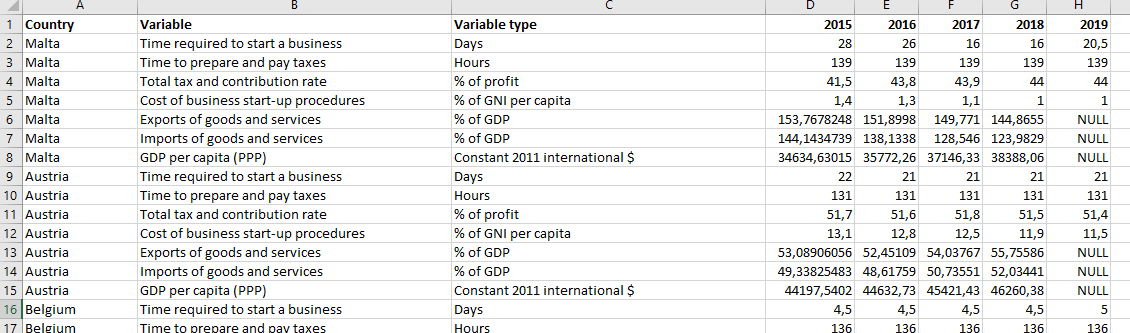 A B C D E F G H
1 Country Variable Variable type 2015 2016 2017 2018 2019
2 Malta Time required to start a business Days 28 26 16 16 20,5
3 Malta Time to prepare and pay taxes Hours 139 139 139 139 139
4 Malta Total tax and contribution rate % of profit 41,5 43,8 43,9 44 44
5 Malta Cost of business start-up procedures % of GNI per capita 1,4 1,3 1,1 1 1
6 Malta Exports of goods and services % of GDP 153,7678248 151,8998 149,771 144,8655 NULL
7 Malta Imports of goods and services % of GDP 144,1434739 138,1338 128,546 123,9829 NULL
8 Malta GDP per capita (PPP) Constant 2011 international $ 34634,63015 35772,26 37146,33 38388,06 NULL
9 Austria Time required to start a business Days 22 21 21 21 21
10 Austria Time to prepare and pay taxes Hours 131 131 131 131 131
11 Austria Total tax and contribution rate % of profit 51,7 51,6 51,8 51,5 51,4
12 Austria Cost of business start-up procedures % of GNI per capita 13,1 12,8 12,5 11,9 11,5
13 Austria Exports of goods and services % of GDP 53,08906056 52,45109 54,03767 55,75586 NULL
14 Austria Imports of goods and services % of GDP 49,33825483 48,61759 50,73551 52,03441 NULL
15 Austria GDP per capita (PPP) Constant 2011 international $ 44197,5402 44632,73 45421,43 46260,38 NULL
16 Belgium Time required to start a business Days 4,5 4,5 4,5 4,5 5
17 Belgium Time to prepare and pay taxes Hours 136 136 136 136 136